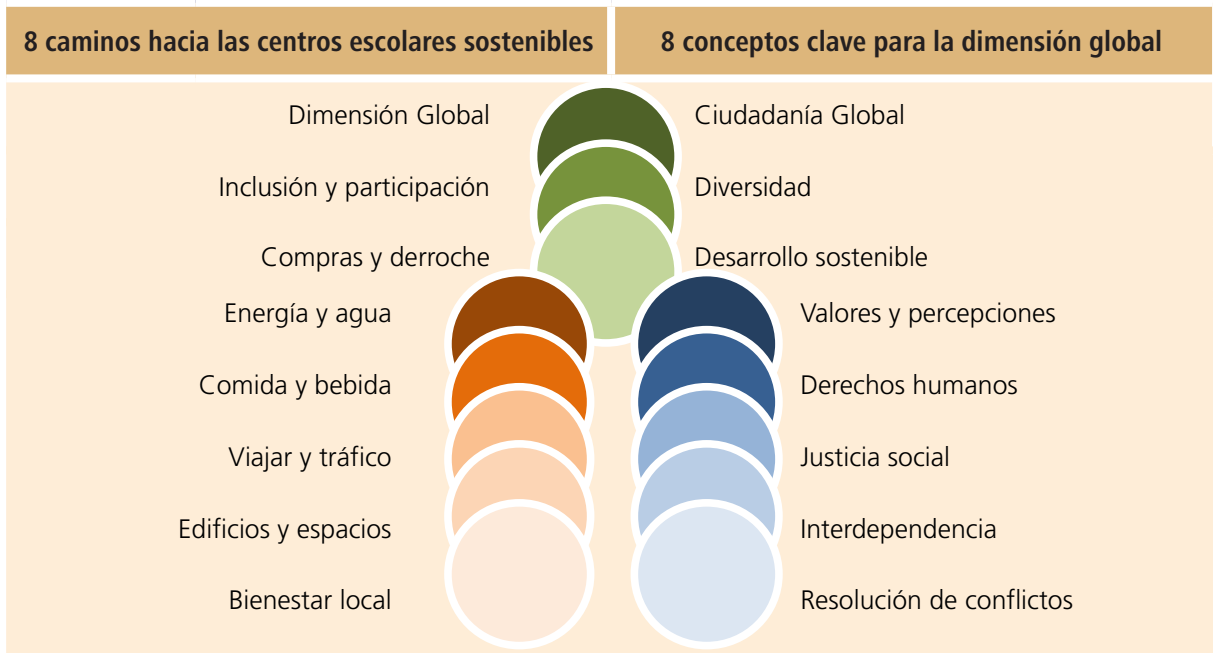 8 caminos hacia las centros escolares sostenibles
8 conceptos clave para la dimensión global
Dimensión Global
Inclusión y participación
Compras y derroche
Energía y agua
Comida y bebida
Viajar y tráfico
Edificios y espacios
Bienestar local
Ciudadanía Global
Diversidad
Desarrollo sostenible
Valores y percepciones
Derechos humanos
Justicia social
Interdependencia
Resolución de conflictos